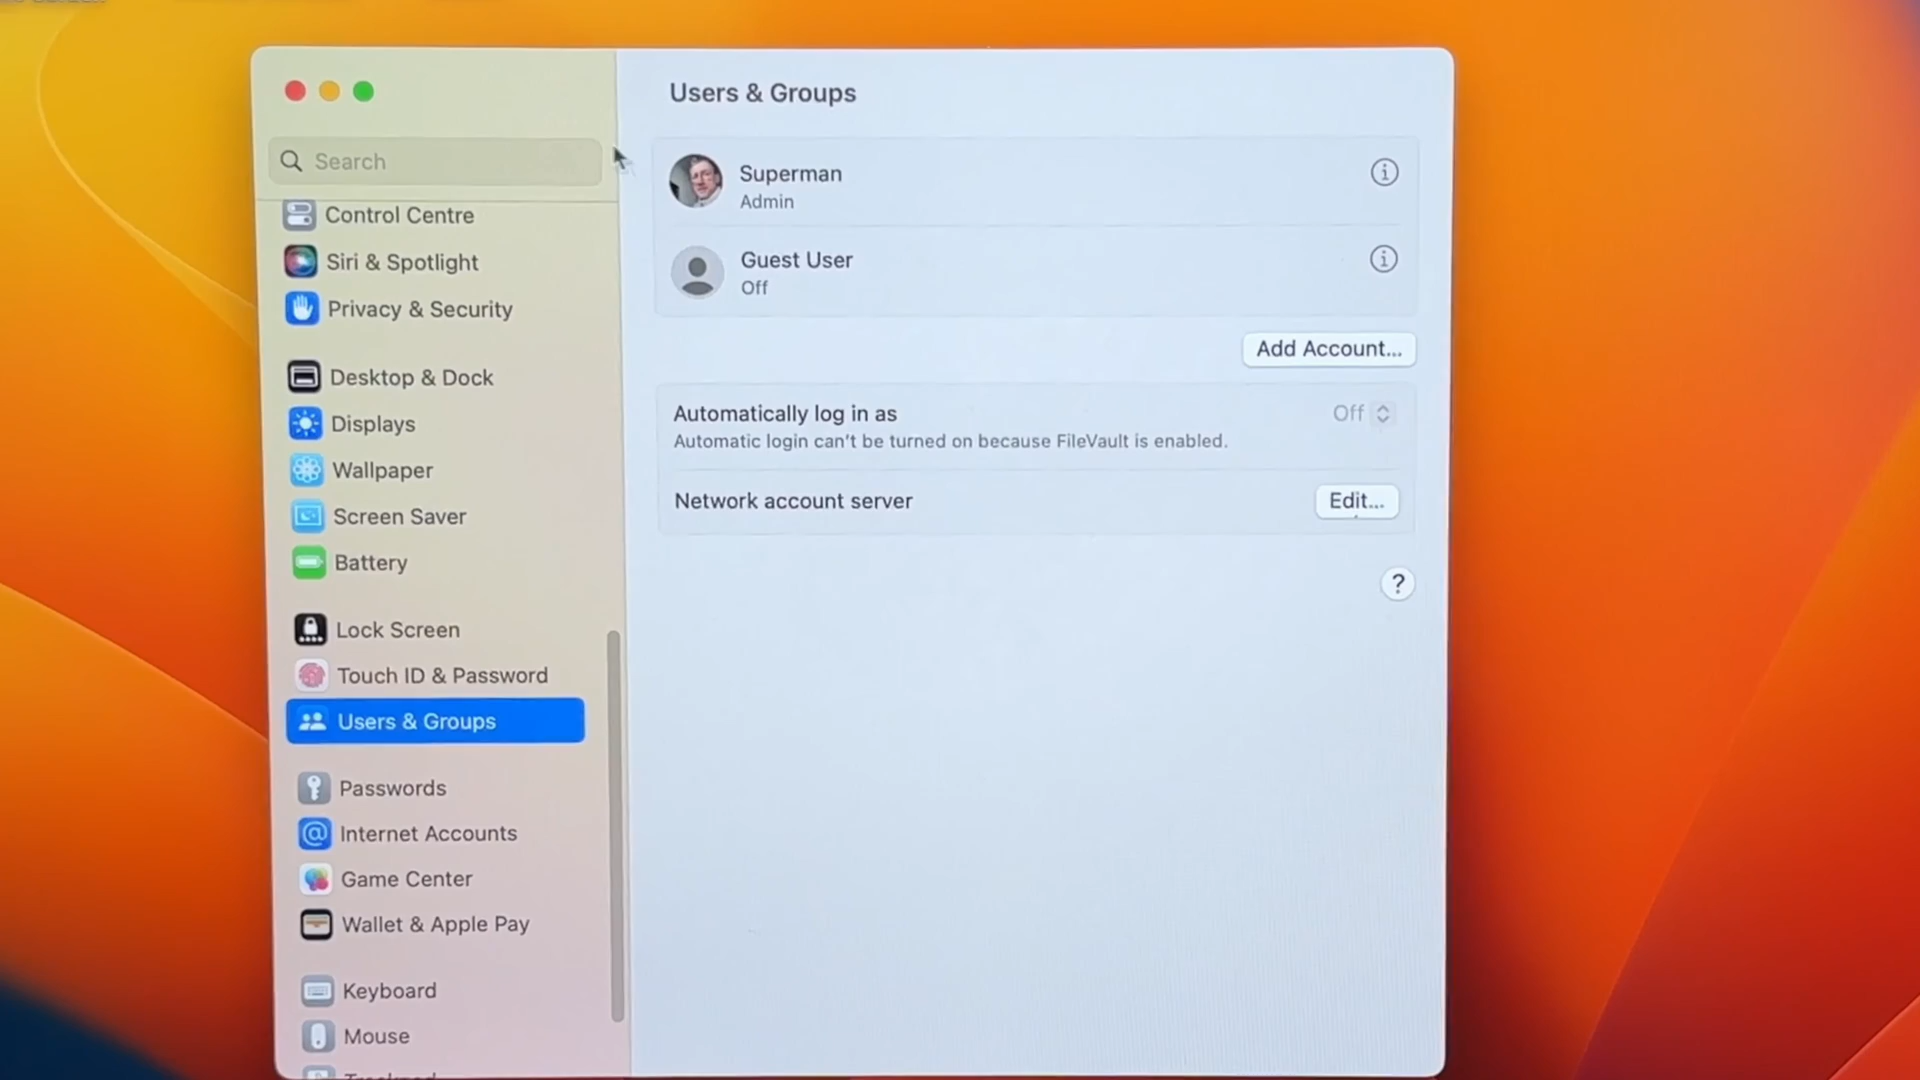 Users & Groups
Search
Control Centre
Siri & Spotlight
Privacy & Security
Desktop & Dock
Displays
Wallpaper
Screen Saver
Battery
Lock Screen
Touch ID & Password
Users & Groups
Passwords
Internet Accounts
Game Center
Wallet & Apple Pay
Keyboard
Mouse
Superman
Admin
Guest User
Off
Add Account...
Automatically log in as
Off
Automatic login can't be turned on because FileVault is enabled.
Network account server
Edit...
?